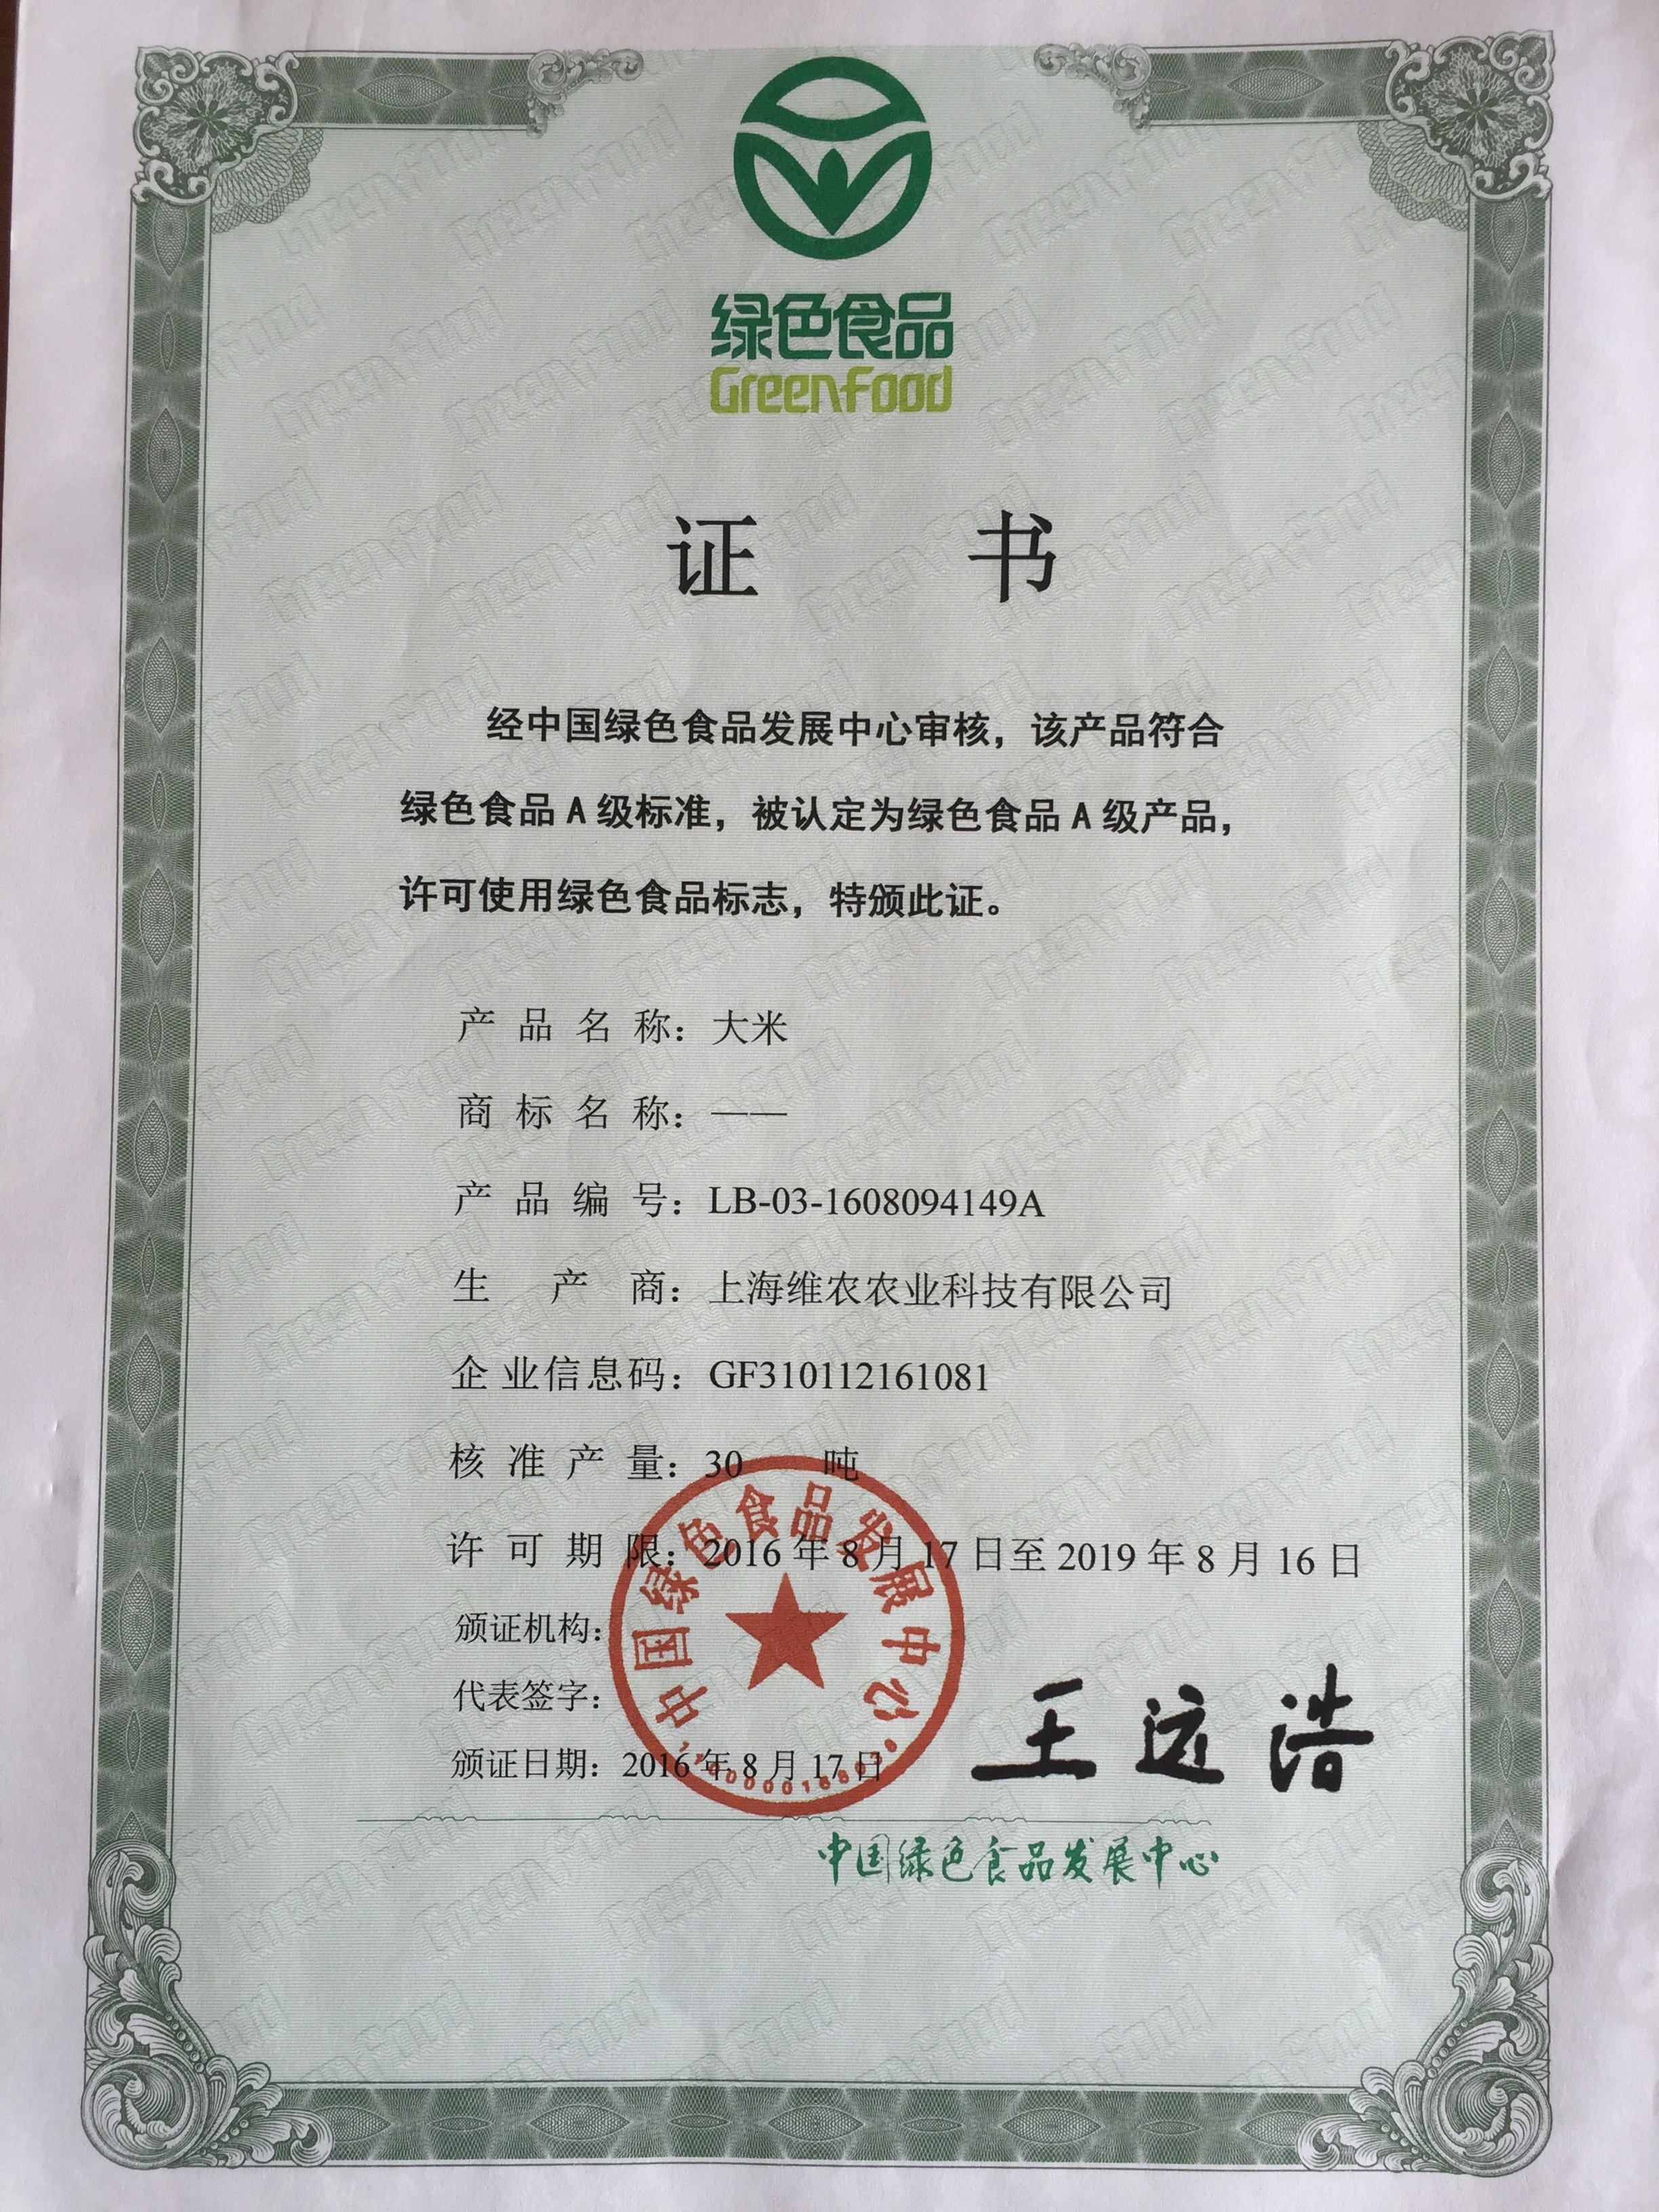 绿色食品
GreenFood
证书
经中国绿色食品发展中心审核，该产品符合
绿色食品 A 级标准，被认定为绿色食品 A 级产品，
许可使用绿色食品标志，特颁此证。
产品名称：大米
商标名称：——
产品编号：LB-03-1608094149A
生产商：上海维农农业科技有限公司
企业信息码：GF310112161081
核准产量：30 吨
许可期限：2016 年 8 月 17 日至 2019 年 8 月 16 日
颁证机构：
代表签字：
王运浩
颁证日期：2016 年 8 月 17 日
中国绿色食品发展中心
中国绿色食品发展中心